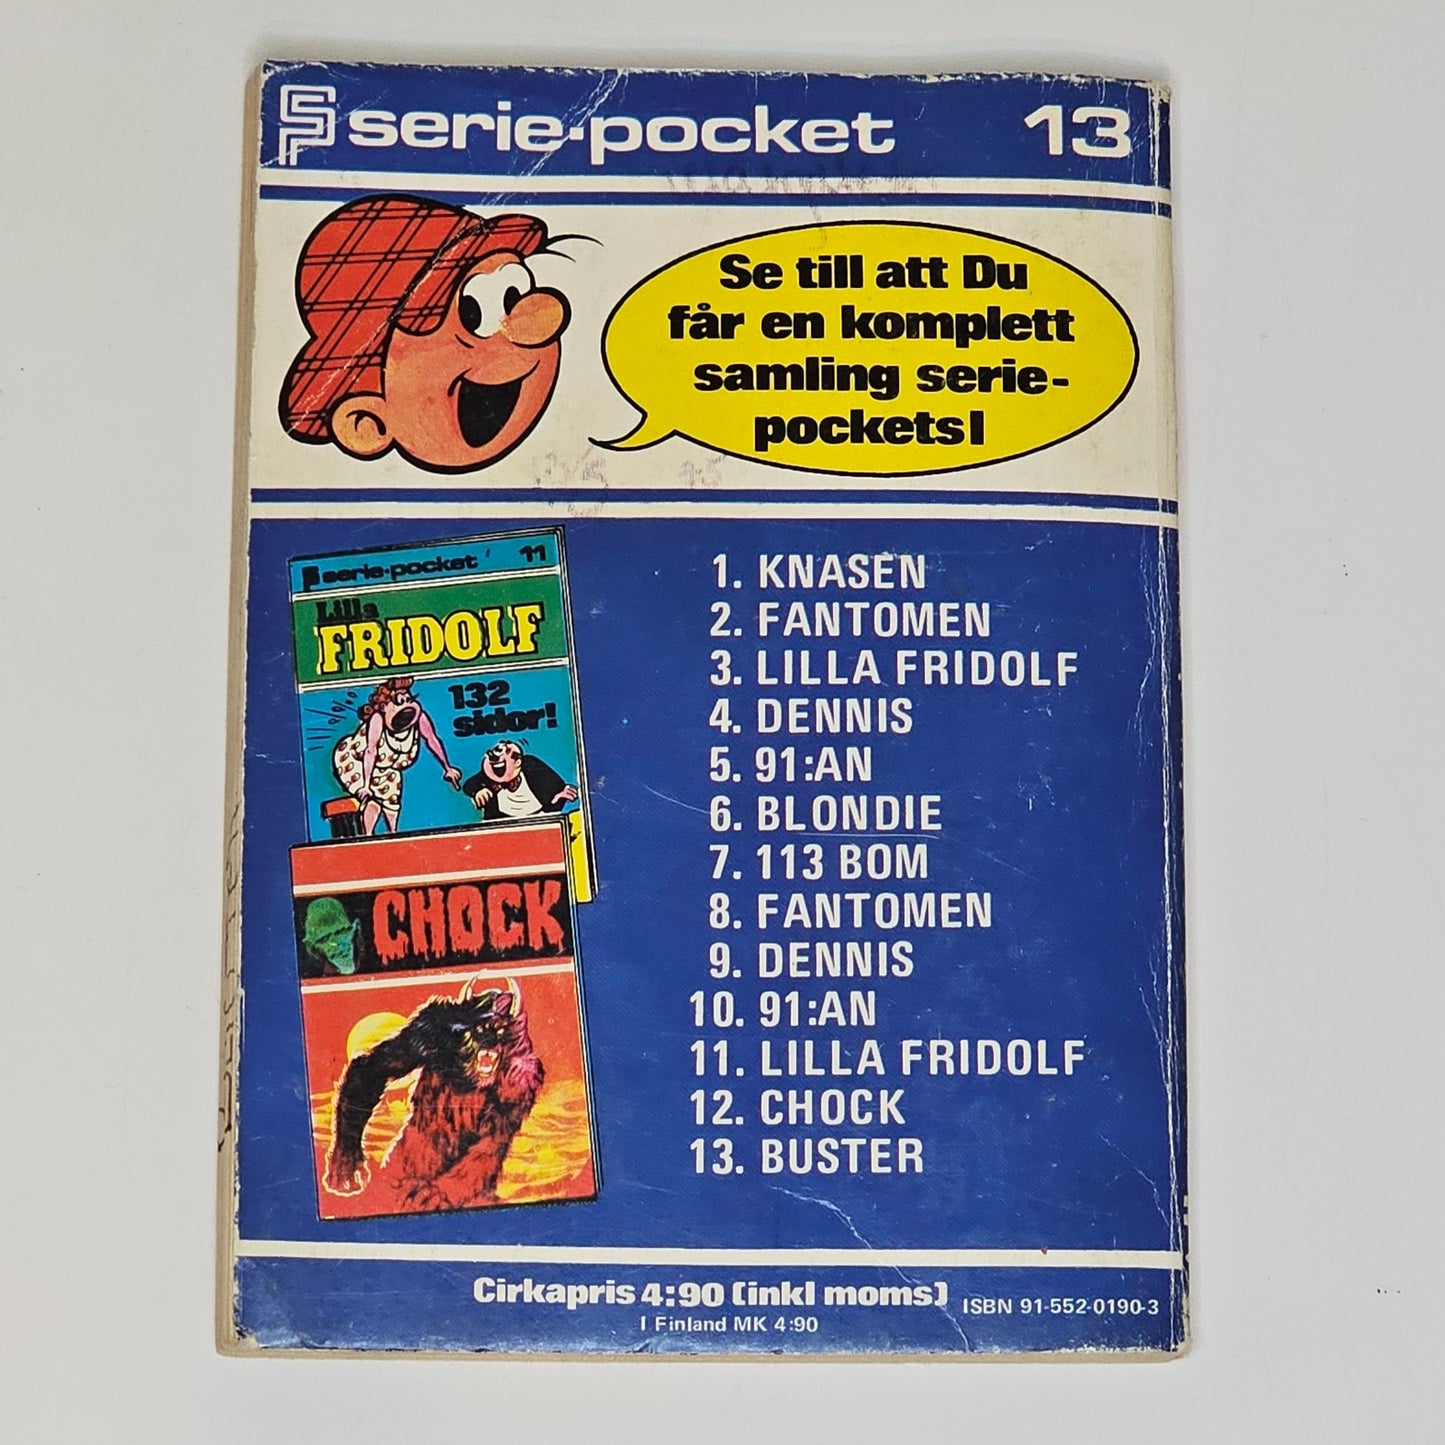 SP serie-pocket 13
Se till att Du
får en komplett
samling serie-
pockets!
serie-pocket 11
Lilla
FRIDOLF
132
sidor!
CHOCK
1. KNASEN
2. FANTOMEN
3. LILLA FRIDOLF
4. DENNIS
5. 91:AN
6. BLONDIE
7. 113 BOM
8. FANTOMEN
9. DENNIS
10. 91:AN
11. LILLA FRIDOLF
12. CHOCK
13. BUSTER
Cirkapris 4:90 (inkl moms)
I Finland MK 4:90
ISBN 91-552-0190-3